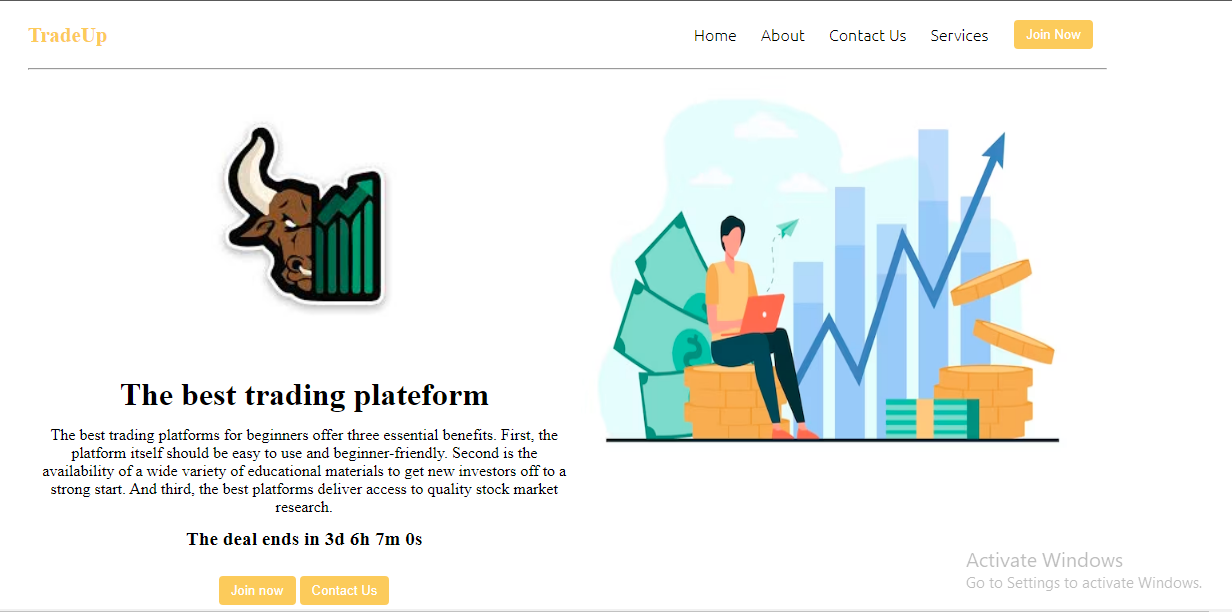 TradeUp
Home About Contact Us Services Join Now
The best trading plateform
The best trading platforms for beginners offer three essential benefits. First, the
platform itself should be easy to use and beginner-friendly. Second is the
availability of a wide variety of educational materials to get new investors off to a
strong start. And third, the best platforms deliver access to quality stock market
research.
The deal ends in 3d 6h 7m 0s
Join now Contact Us
Activate Windows
Go to Settings to activate Windows.